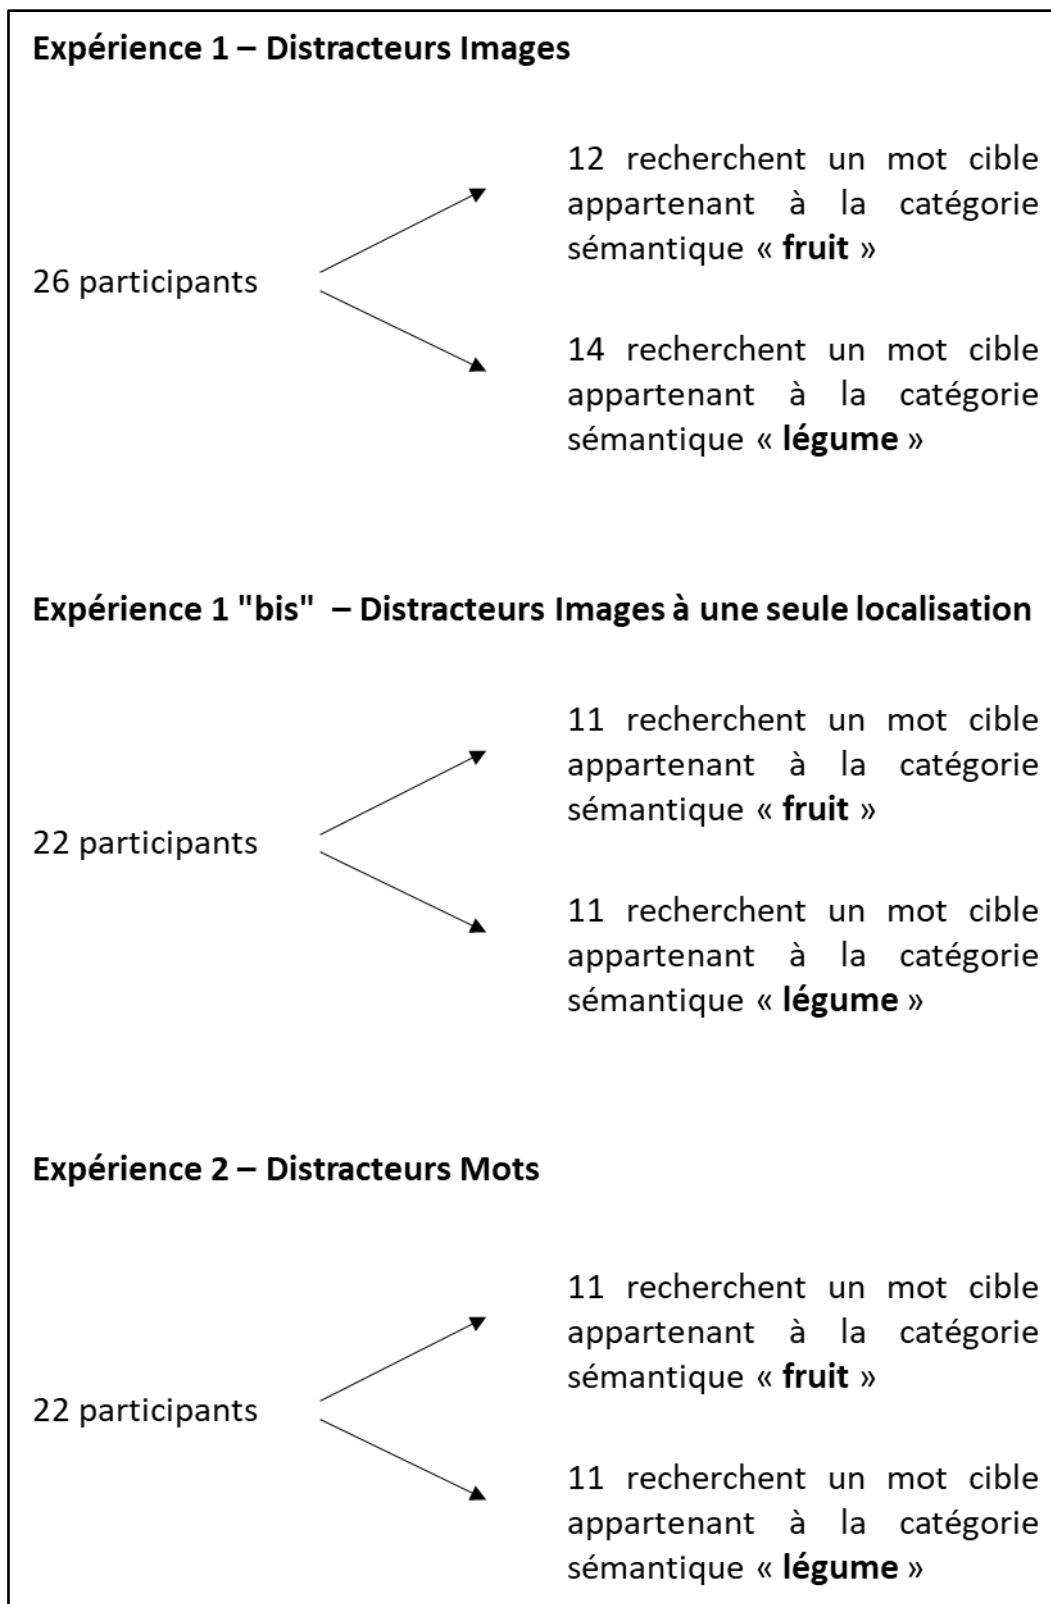 Expérience 1 – Distracteurs Images
12 recherchent un mot cible
appartenant à la catégorie
sémantique « fruit »
26 participants
14 recherchent un mot cible
appartenant à la catégorie
sémantique « légume »
Expérience 1 "bis" – Distracteurs Images à une seule localisation
11 recherchent un mot cible
appartenant à la catégorie
sémantique « fruit »
22 participants
11 recherchent un mot cible
appartenant à la catégorie
sémantique « légume »
Expérience 2 – Distracteurs Mots
11 recherchent un mot cible
appartenant à la catégorie
sémantique « fruit »
22 participants
11 recherchent un mot cible
appartenant à la catégorie
sémantique « légume »